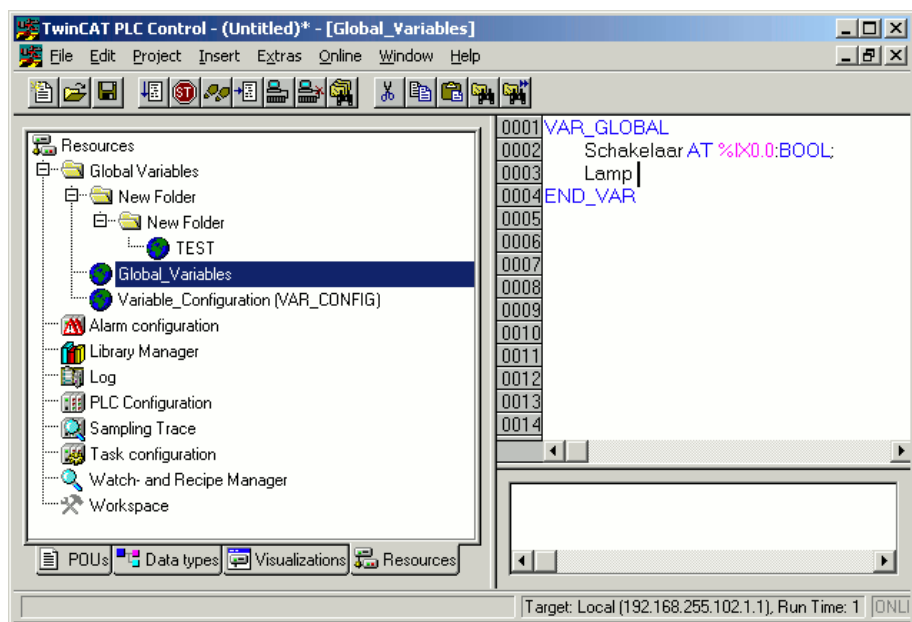 TwinCAT PLC Control - (Untitled)* - [Global_Variables]
File Edit Project Insert Extras Online Window Help
Resources
Global Variables
New Folder
New Folder
TEST
Global_Variables
Variable_Configuration (VAR_CONFIG)
Alarm configuration
Library Manager
Log
PLC Configuration
Sampling Trace
Task configuration
Watch- and Recipe Manager
Workspace
POUs Data types Visualizations Resources
0001 VAR_GLOBAL
0002 Schakelaar AT %IX0.0:BOOL;
0003 Lamp
0004 END_VAR
0005
0006
0007
0008
0009
0010
0011
0012
0013
0014
Target: Local (192.168.255.102.1.1), Run Time: 1 ONLI